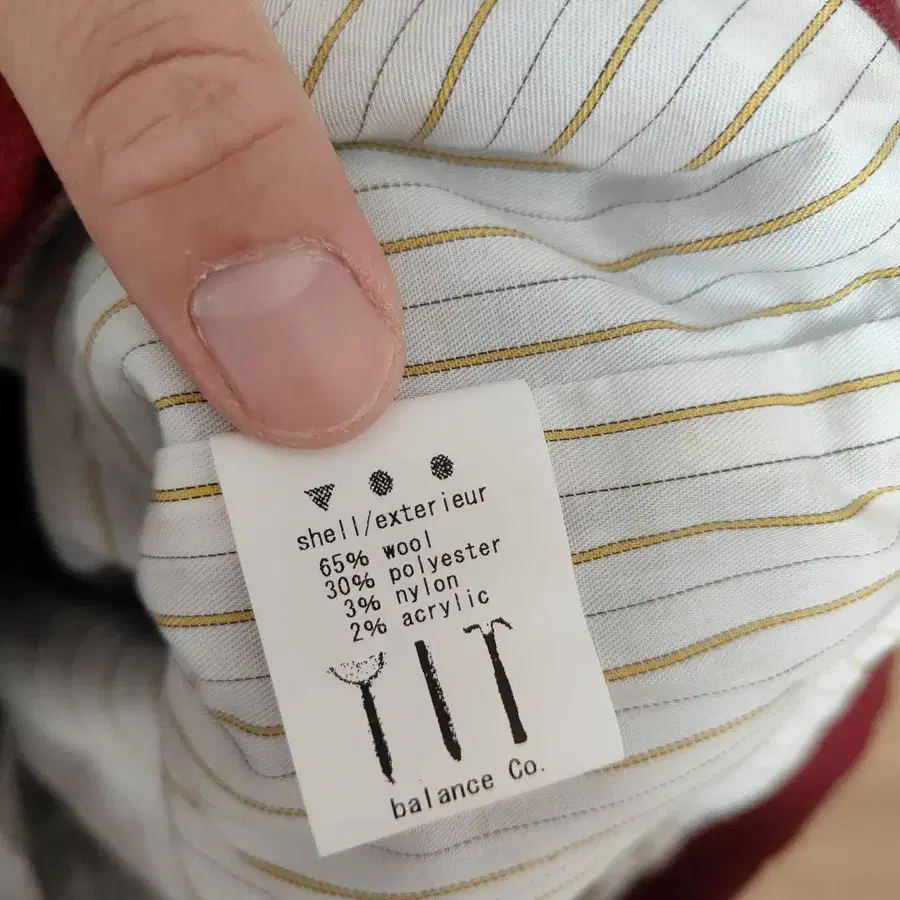 shell/exterieur
65% wool
30% polyester
3% nylon
2% acrylic
balance Co.